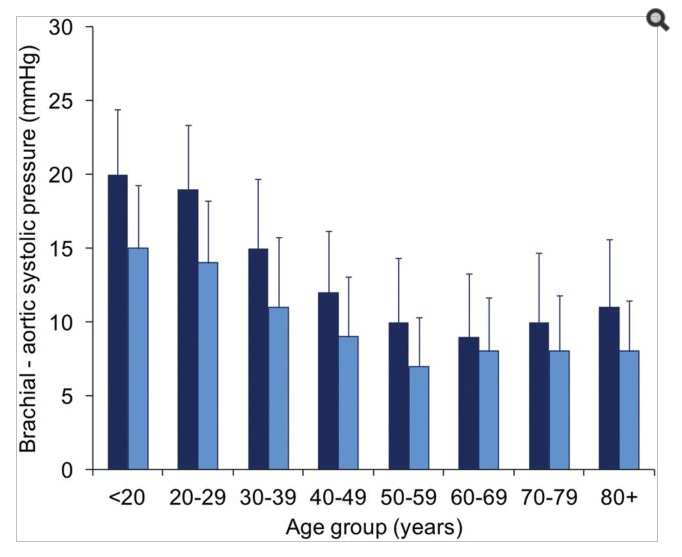 Brachial - aortic systolic pressure (mmHg)
30
25
20
15
10
5
0
<20 20-29 30-39 40-49 50-59 60-69 70-79 80+
Age group (years)